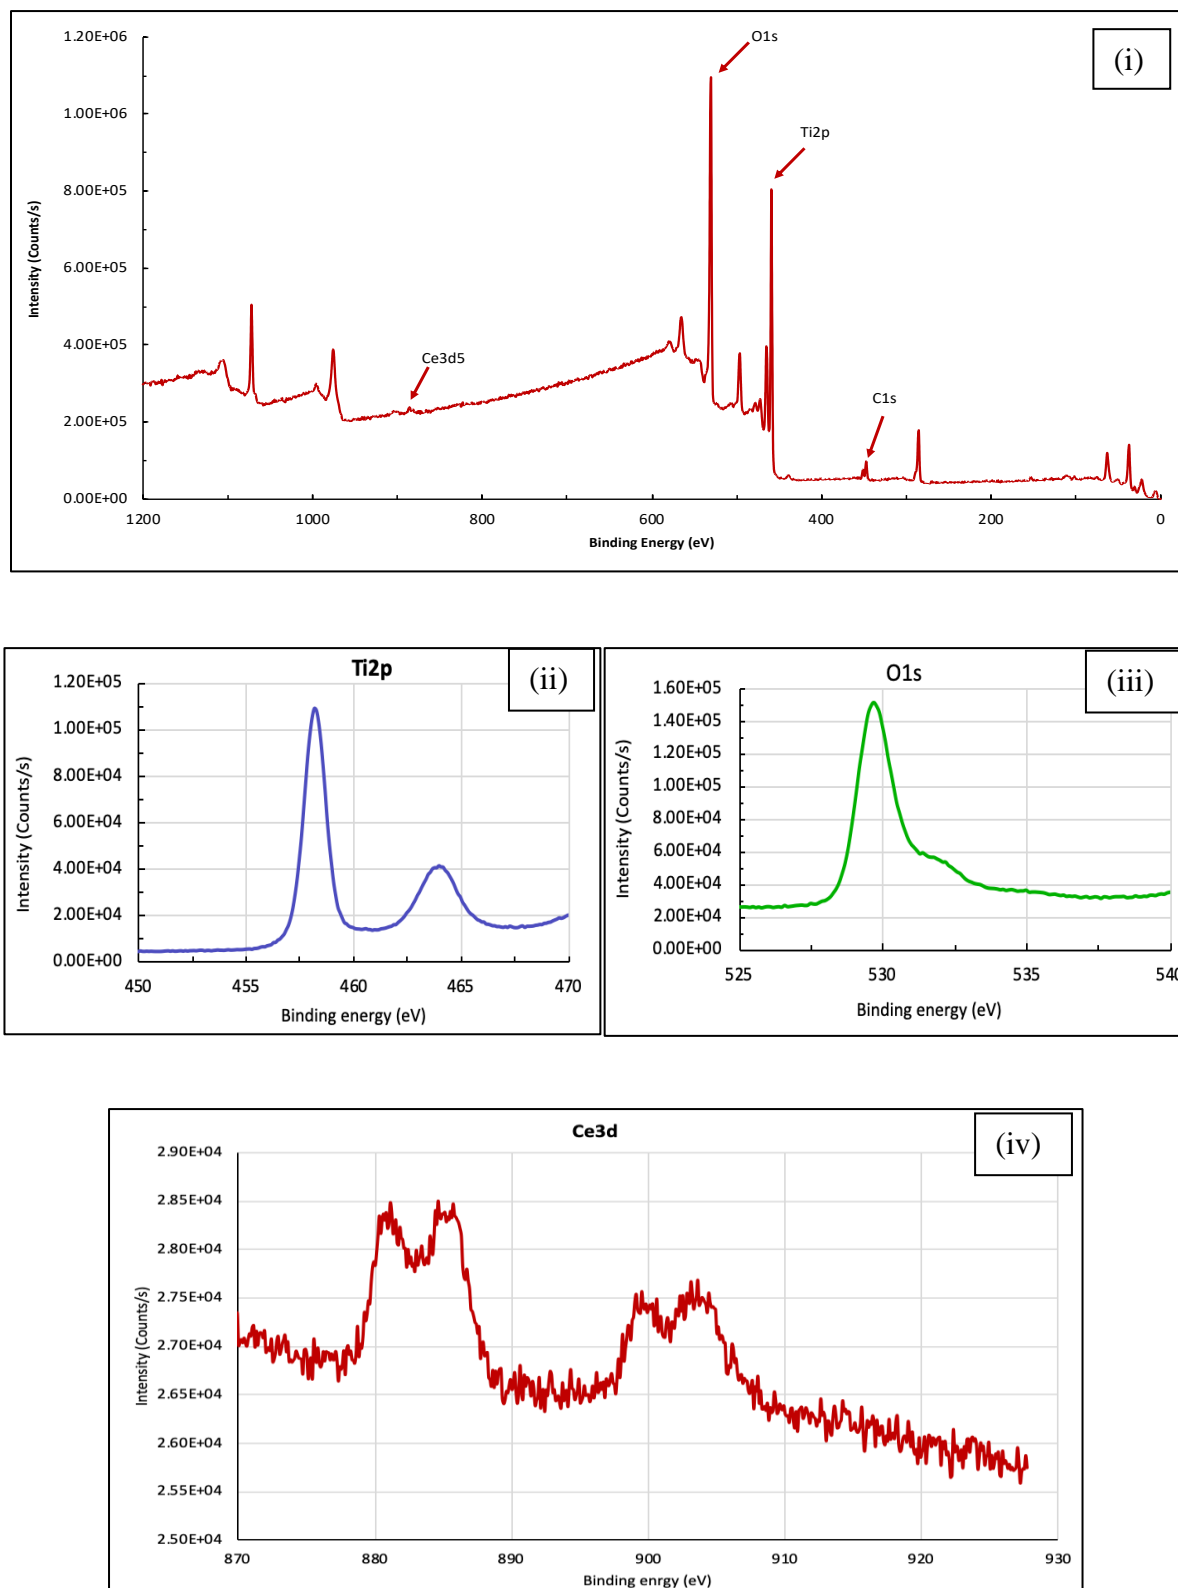 (i)
1.20E+06
1.00E+06
8.00E+05
6.00E+05
4.00E+05
2.00E+05
0.00E+00
Intensity (Counts/s)
O1s
Ti2p
Ce3d5
C1s
1200 1000 800 600 400 200 0
Binding Energy (eV)
Ti2p
(ii)
1.20E+05
1.00E+05
8.00E+04
6.00E+04
4.00E+04
2.00E+04
0.00E+00
Intensity (Counts/s)
450 455 460 465 470
Binding energy (eV)
O1s
(iii)
1.60E+05
1.40E+05
1.20E+05
1.00E+05
8.00E+04
6.00E+04
4.00E+04
2.00E+04
0.00E+00
Intensity (Counts/s)
525 530 535 540
Binding energy (eV)
Ce3d
(iv)
2.90E+04
2.85E+04
2.80E+04
2.75E+04
2.70E+04
2.65E+04
2.60E+04
2.55E+04
2.50E+04
Intensity (Counts/s)
870 880 890 900 910 920 930
Binding enrgy (eV)